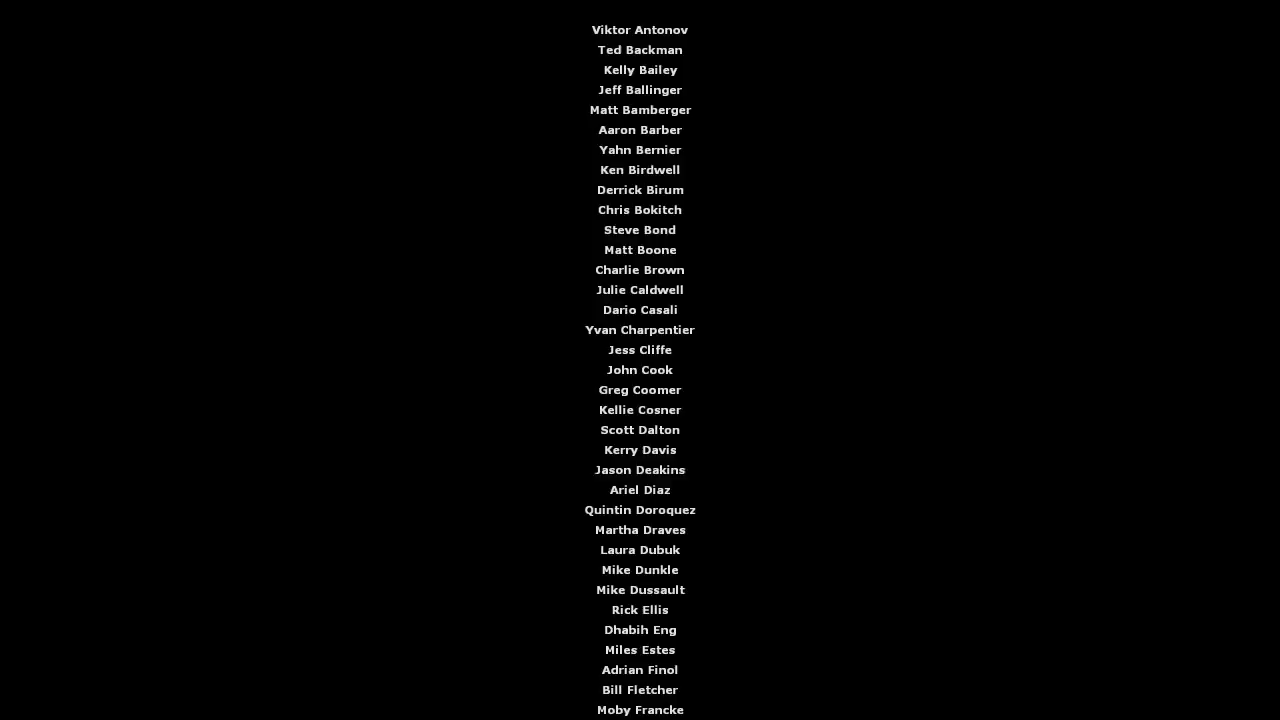 Viktor Antonov
Ted Backman
Kelly Bailey
Jeff Ballinger
Matt Bamberger
Aaron Barber
Yahn Bernier
Ken Birdwell
Derrick Birum
Chris Bokitch
Steve Bond
Matt Boone
Charlie Brown
Julie Caldwell
Dario Casali
Yvan Charpentier
Jess Cliffe
John Cook
Greg Coomer
Kellie Cosner
Scott Dalton
Kerry Davis
Jason Deakins
Ariel Diaz
Quintin Doroquez
Martha Draves
Laura Dubuk
Mike Dunkle
Mike Dussault
Rick Ellis
Dhabih Eng
Miles Estes
Adrian Finol
Bill Fletcher
Moby Francke